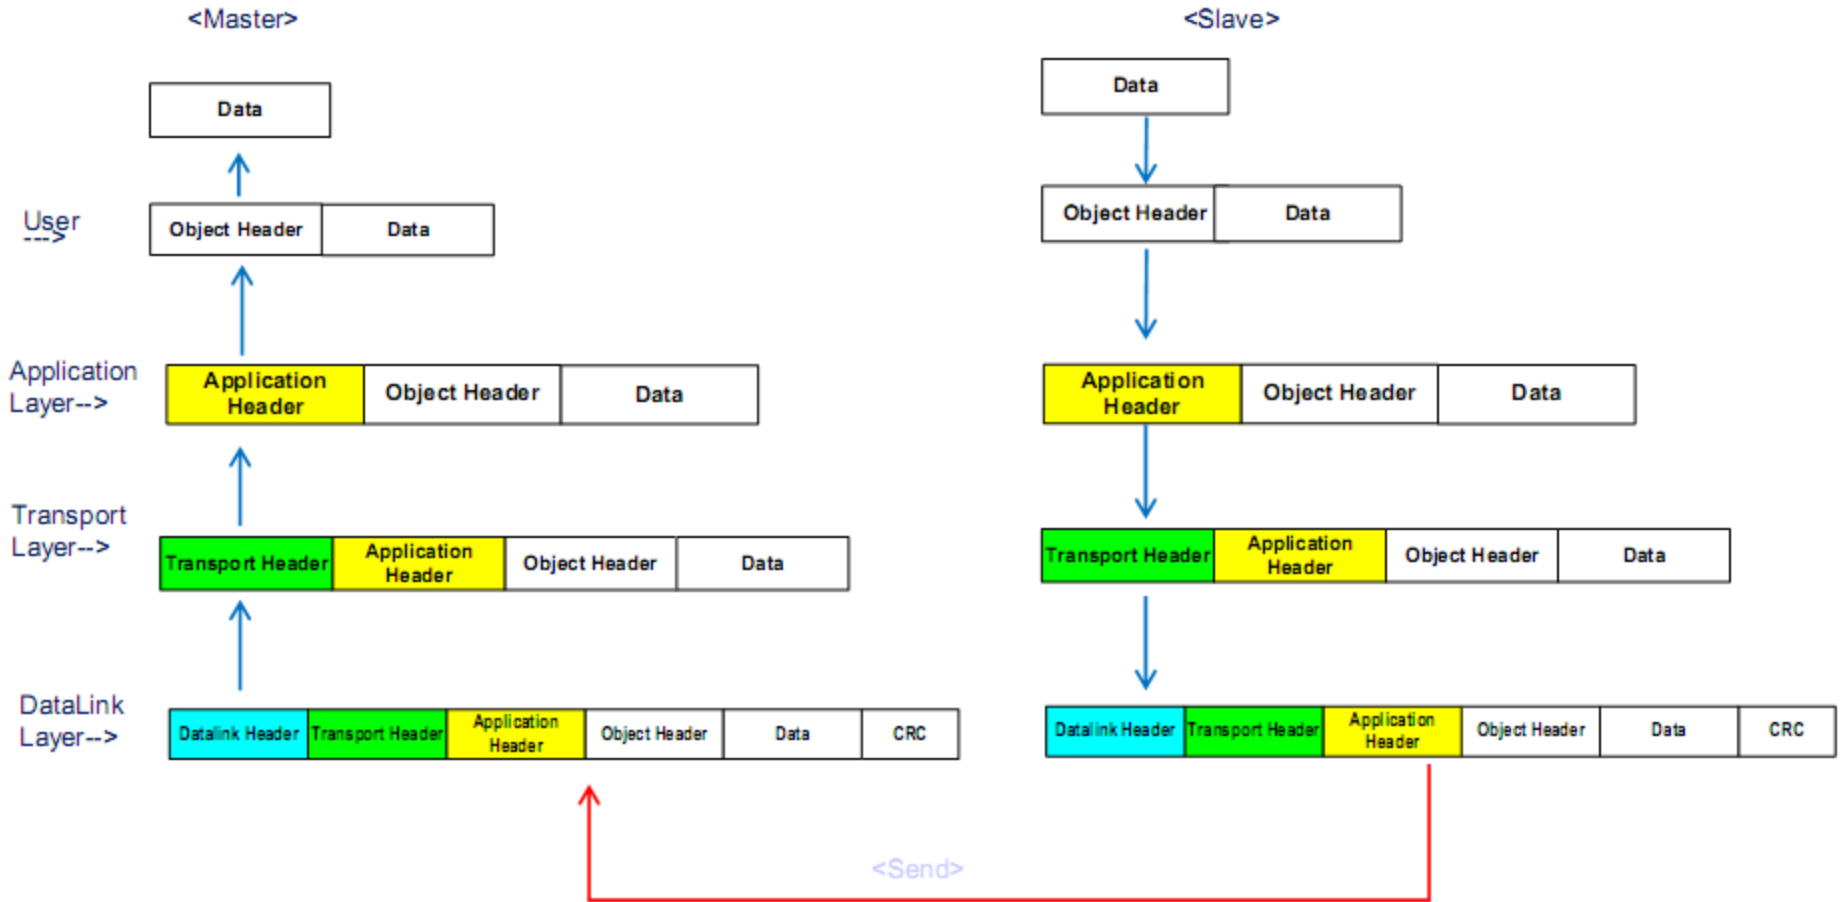 <Master>
<Slave>
Data
Data
User
--->
Object Header
Data
Object Header
Data
Application
Layer-->
Application
Header
Object Header
Data
Application
Header
Object Header
Data
Transport
Layer-->
Transport Header
Application
Header
Object Header
Data
Transport Header
Application
Header
Object Header
Data
DataLink
Layer-->
Datalink Header
Transport Header
Application
Header
Object Header
Data
CRC
Datalink Header
Transport Header
Application
Header
Object Header
Data
CRC
<Send>